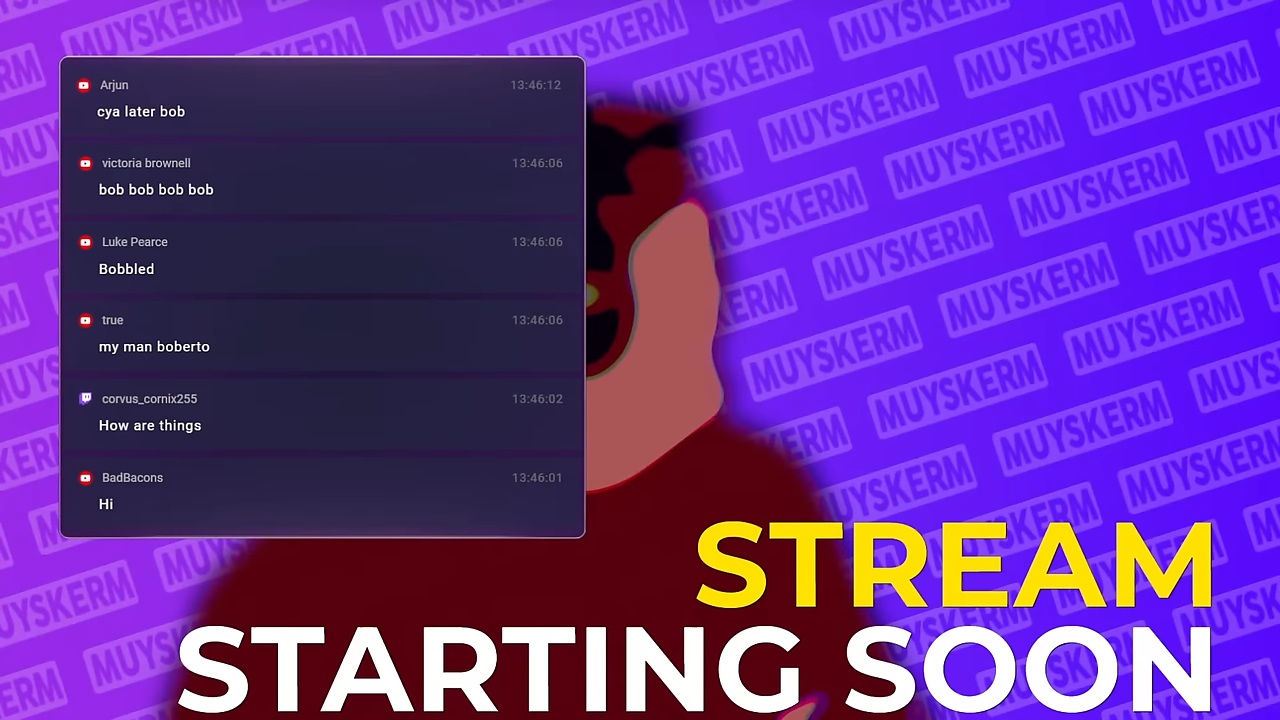 Arjun 13:46:12
cya later bob
victoria brownell 13:46:06
bob bob bob bob
Luke Pearce 13:46:06
Bobbled
true 13:46:06
my man boberto
corvus_cornix255 13:46:02
How are things
BadBacons 13:46:01
Hi
STREAM
STARTING SOON
MUYSKERM